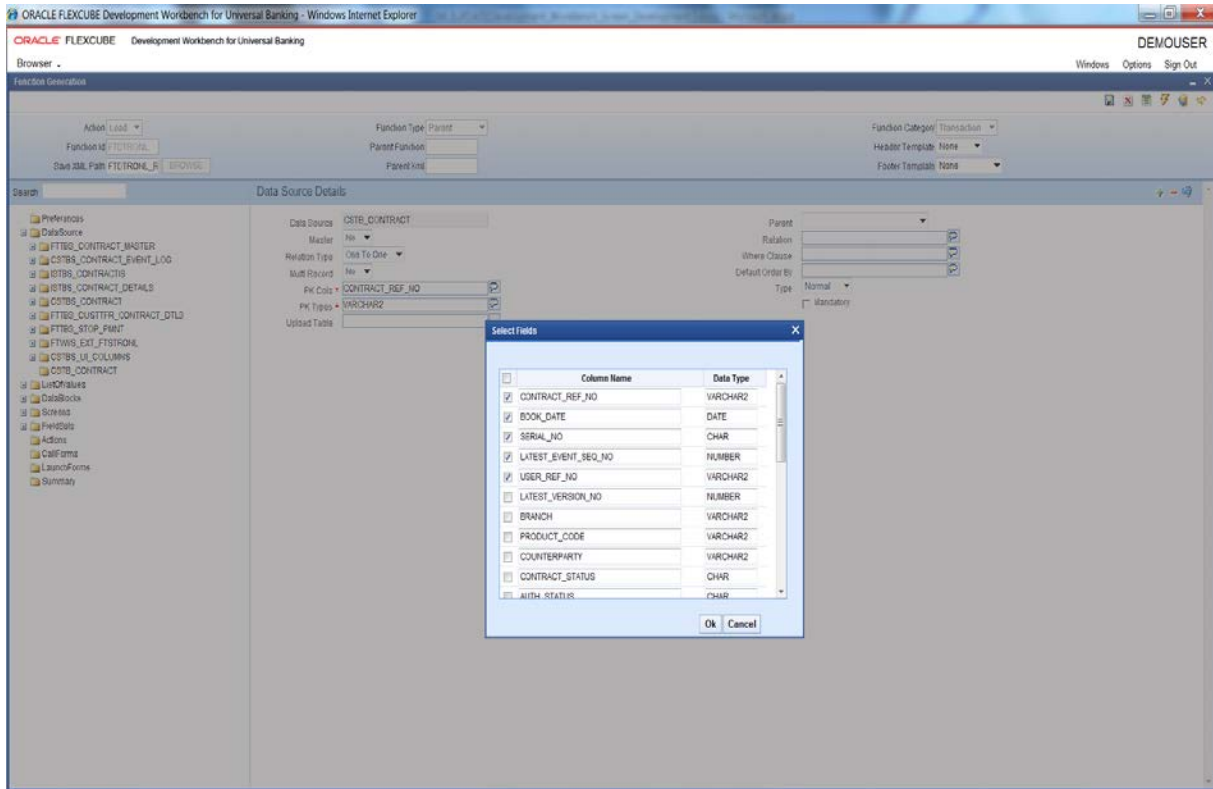 ORACLE FLEXCUBE Development Workbench for Universal Banking - Windows Internet Explorer
ORACLE FLEXCUBE Development Workbench for Universal Banking
DEMOUSER
Browser
Windows Options Sign Out
Function Generation
Action Load
Function Type Parent
Function Category Transaction
Function Id FTDTRONL
Parent Function
Header Template None
Save XML Path FTDTRONL_R BROWSE
Parent Xml
Footer Template None
Search
Data Source Details
Preferences
DataSource
FTTBS_CONTRACT_MASTER
CSTBS_CONTRACT_EVENT_LOG
ISTBS_CONTRACTIS
ISTBS_CONTRACT_DETAILS
CSTBS_CONTRACT
FTTBS_CUSTTFR_CONTRACT_DTLS
FTTBS_STOP_PMNT
FTVWS_EXT_FTSTRONL
CSTBS_UI_COLUMNS
CSTB_CONTRACT
ListOfValues
DataBlocks
Screens
FieldSets
Actions
CallForms
LaunchForms
Summary
Data Source CSTB_CONTRACT
Parent
Master No
Relation
Relation Type One To One
Where Clause
Multi Record No
Default Order By
PK Cols * CONTRACT_REF_NO
Type Normal
PK Types * VARCHAR2
Mandatory
Upload Table
Select Fields
Column Name Data Type
CONTRACT_REF_NO VARCHAR2
BOOK_DATE DATE
SERIAL_NO CHAR
LATEST_EVENT_SEQ_NO NUMBER
USER_REF_NO VARCHAR2
LATEST_VERSION_NO NUMBER
BRANCH VARCHAR2
PRODUCT_CODE VARCHAR2
COUNTERPARTY VARCHAR2
CONTRACT_STATUS CHAR
AUTH_STATUS CHAR
Ok Cancel